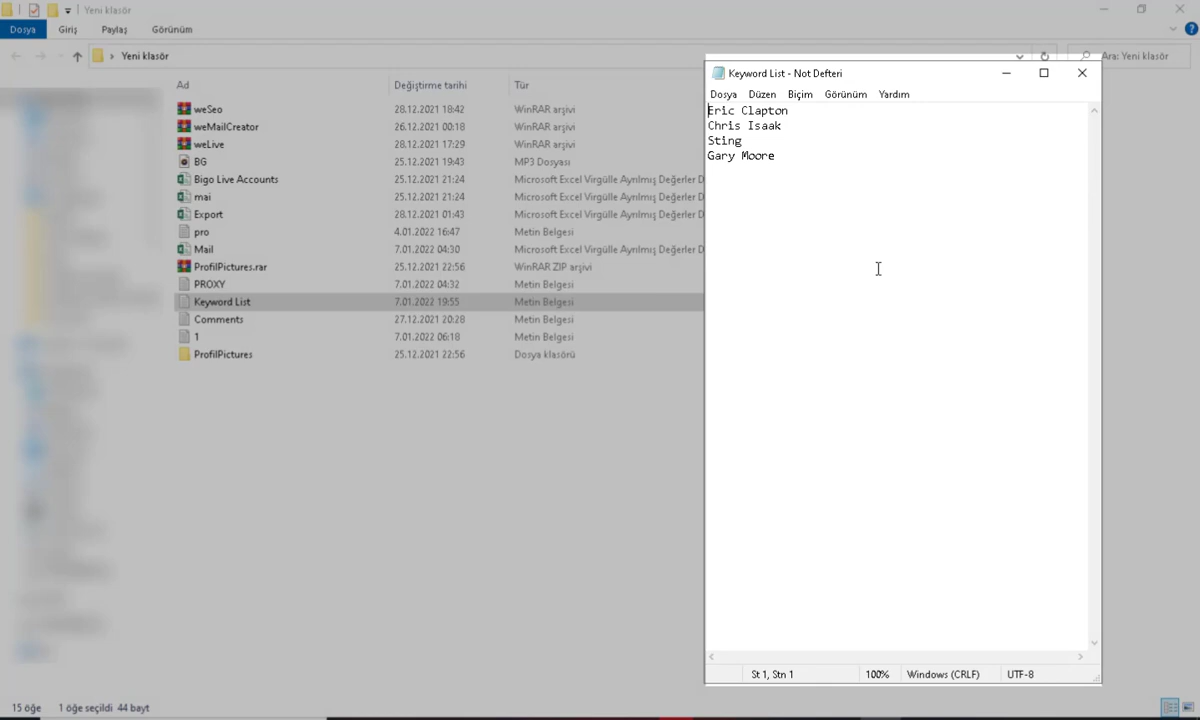 Yeni klasör
Dosya Giriş Paylaş Görünüm
Yeni klasör
Ara: Yeni klasör
Ad Değiştirme tarihi Tür
weSeo 28.12.2021 18:42 WinRAR arşivi
weMailCreator 26.12.2021 00:18 WinRAR arşivi
weLive 28.12.2021 17:29 WinRAR arşivi
BG 25.12.2021 19:43 MP3 Dosyası
Bigo Live Accounts 25.12.2021 21:24 Microsoft Excel Virgülle Ayrılmış Değerler D
mai 25.12.2021 21:24 Microsoft Excel Virgülle Ayrılmış Değerler D
Export 28.12.2021 01:43 Microsoft Excel Virgülle Ayrılmış Değerler D
pro 4.01.2022 16:47 Metin Belgesi
Mail 7.01.2022 04:30 Microsoft Excel Virgülle Ayrılmış Değerler D
ProfilPictures.rar 25.12.2021 22:56 WinRAR ZIP arşivi
PROXY 7.01.2022 04:32 Metin Belgesi
Keyword List 7.01.2022 19:55 Metin Belgesi
Comments 27.12.2021 20:28 Metin Belgesi
1 7.01.2022 06:18 Metin Belgesi
ProfilPictures 25.12.2021 22:56 Dosya klasörü
15 öğe 1 öğe seçildi 44 bayt
Keyword List - Not Defteri
Dosya Düzen Biçim Görünüm Yardım
Eric Clapton
Chris Isaak
Sting
Gary Moore
St 1, Stn 1 100% Windows (CRLF) UTF-8